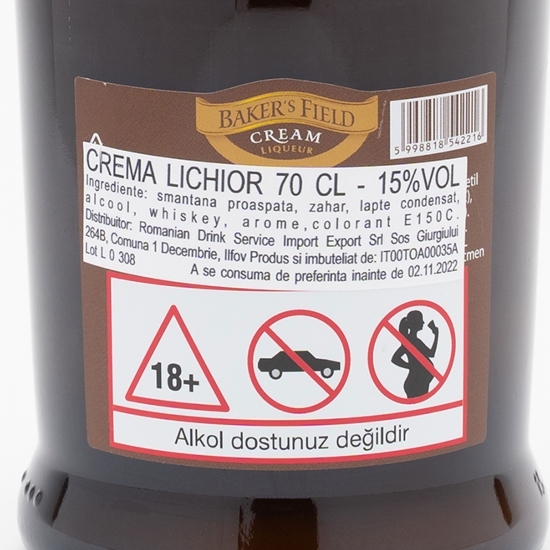 BAKER'S FIELD
CREAM
LIQUEUR
5 998818 542216
CREMA LICHIOR 70 CL - 15%VOL
Ingrediente: smantana proaspata, zahar, lapte condensat,
alcool, whiskey, arome,colorant E150C.
Distribuitor: Romanian Drink Service Import Export Srl Sos Giurgiului
264B, Comuna 1 Decembrie, Ilfov Produs si imbuteliat de: IT00TOA00035A
Lot L 0 308
A se consuma de preferinta inainte de 02.11.2022
18+
Alkol dostunuz değildir